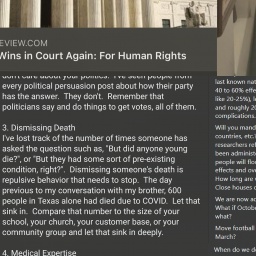 EVIEW.COM
Wins in Court Again: For Human Rights
don't care about your politics. I've seen people from
every political persuasion post about how their party
has the answer. They don't. Remember that
politicians say and do things to get votes, all of them.
3. Dismissing Death
I've lost track of the number of times someone has
asked the question such as, "But did anyone young
die?", or "But they had some sort of pre-existing
condition, right?". Dismissing someone's death is
repulsive behavior that needs to stop. The day
previous to my conversation with my brother, 600
people in Texas alone had died due to COVID. Let that
sink in. Compare that number to the size of your
school, your church, your customer base, or your
community group and let that sink in deeply.
4. Medical Expertise
last known nat
40 to 60% effe
like 20-25%), l
and roughly 20
complications.
Will you mand
countries, etc.
researchers ref
been administe
people will floc
effects and ove
How long are
Close houses o
We are now a
What if Octobe
what?
Move football
March?
When do we d